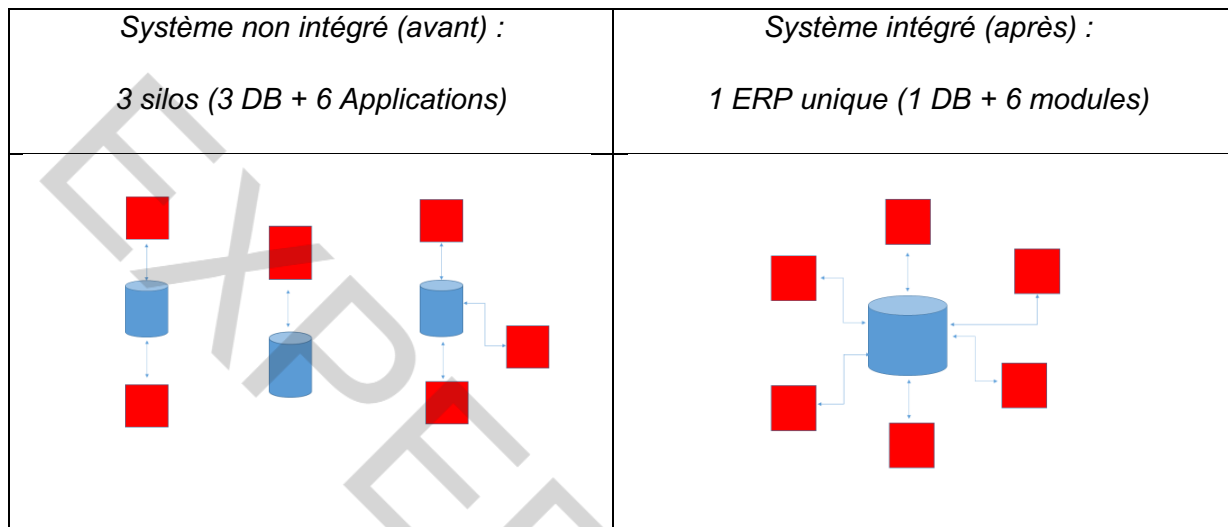 Système non intégré (avant) :
3 silos (3 DB + 6 Applications)
Système intégré (après) :
1 ERP unique (1 DB + 6 modules)
EXPE